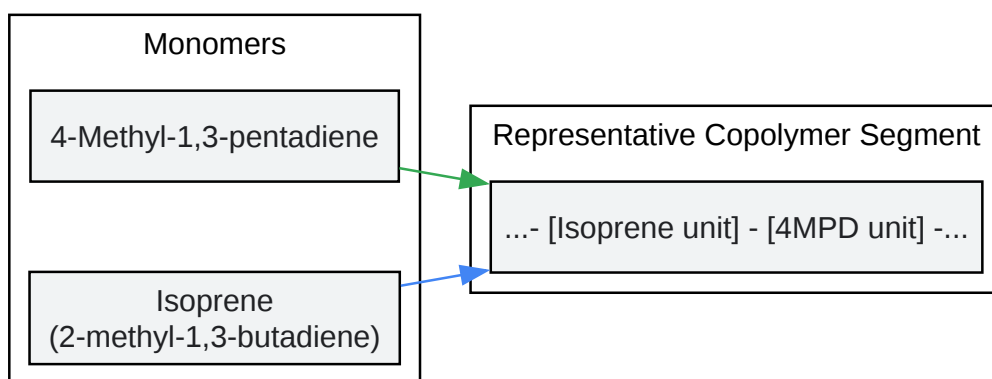 Monomers
4-Methyl-1,3-pentadiene
Isoprene
(2-methyl-1,3-butadiene)
Representative Copolymer Segment
...- [Isoprene unit] - [4MPD unit] -...